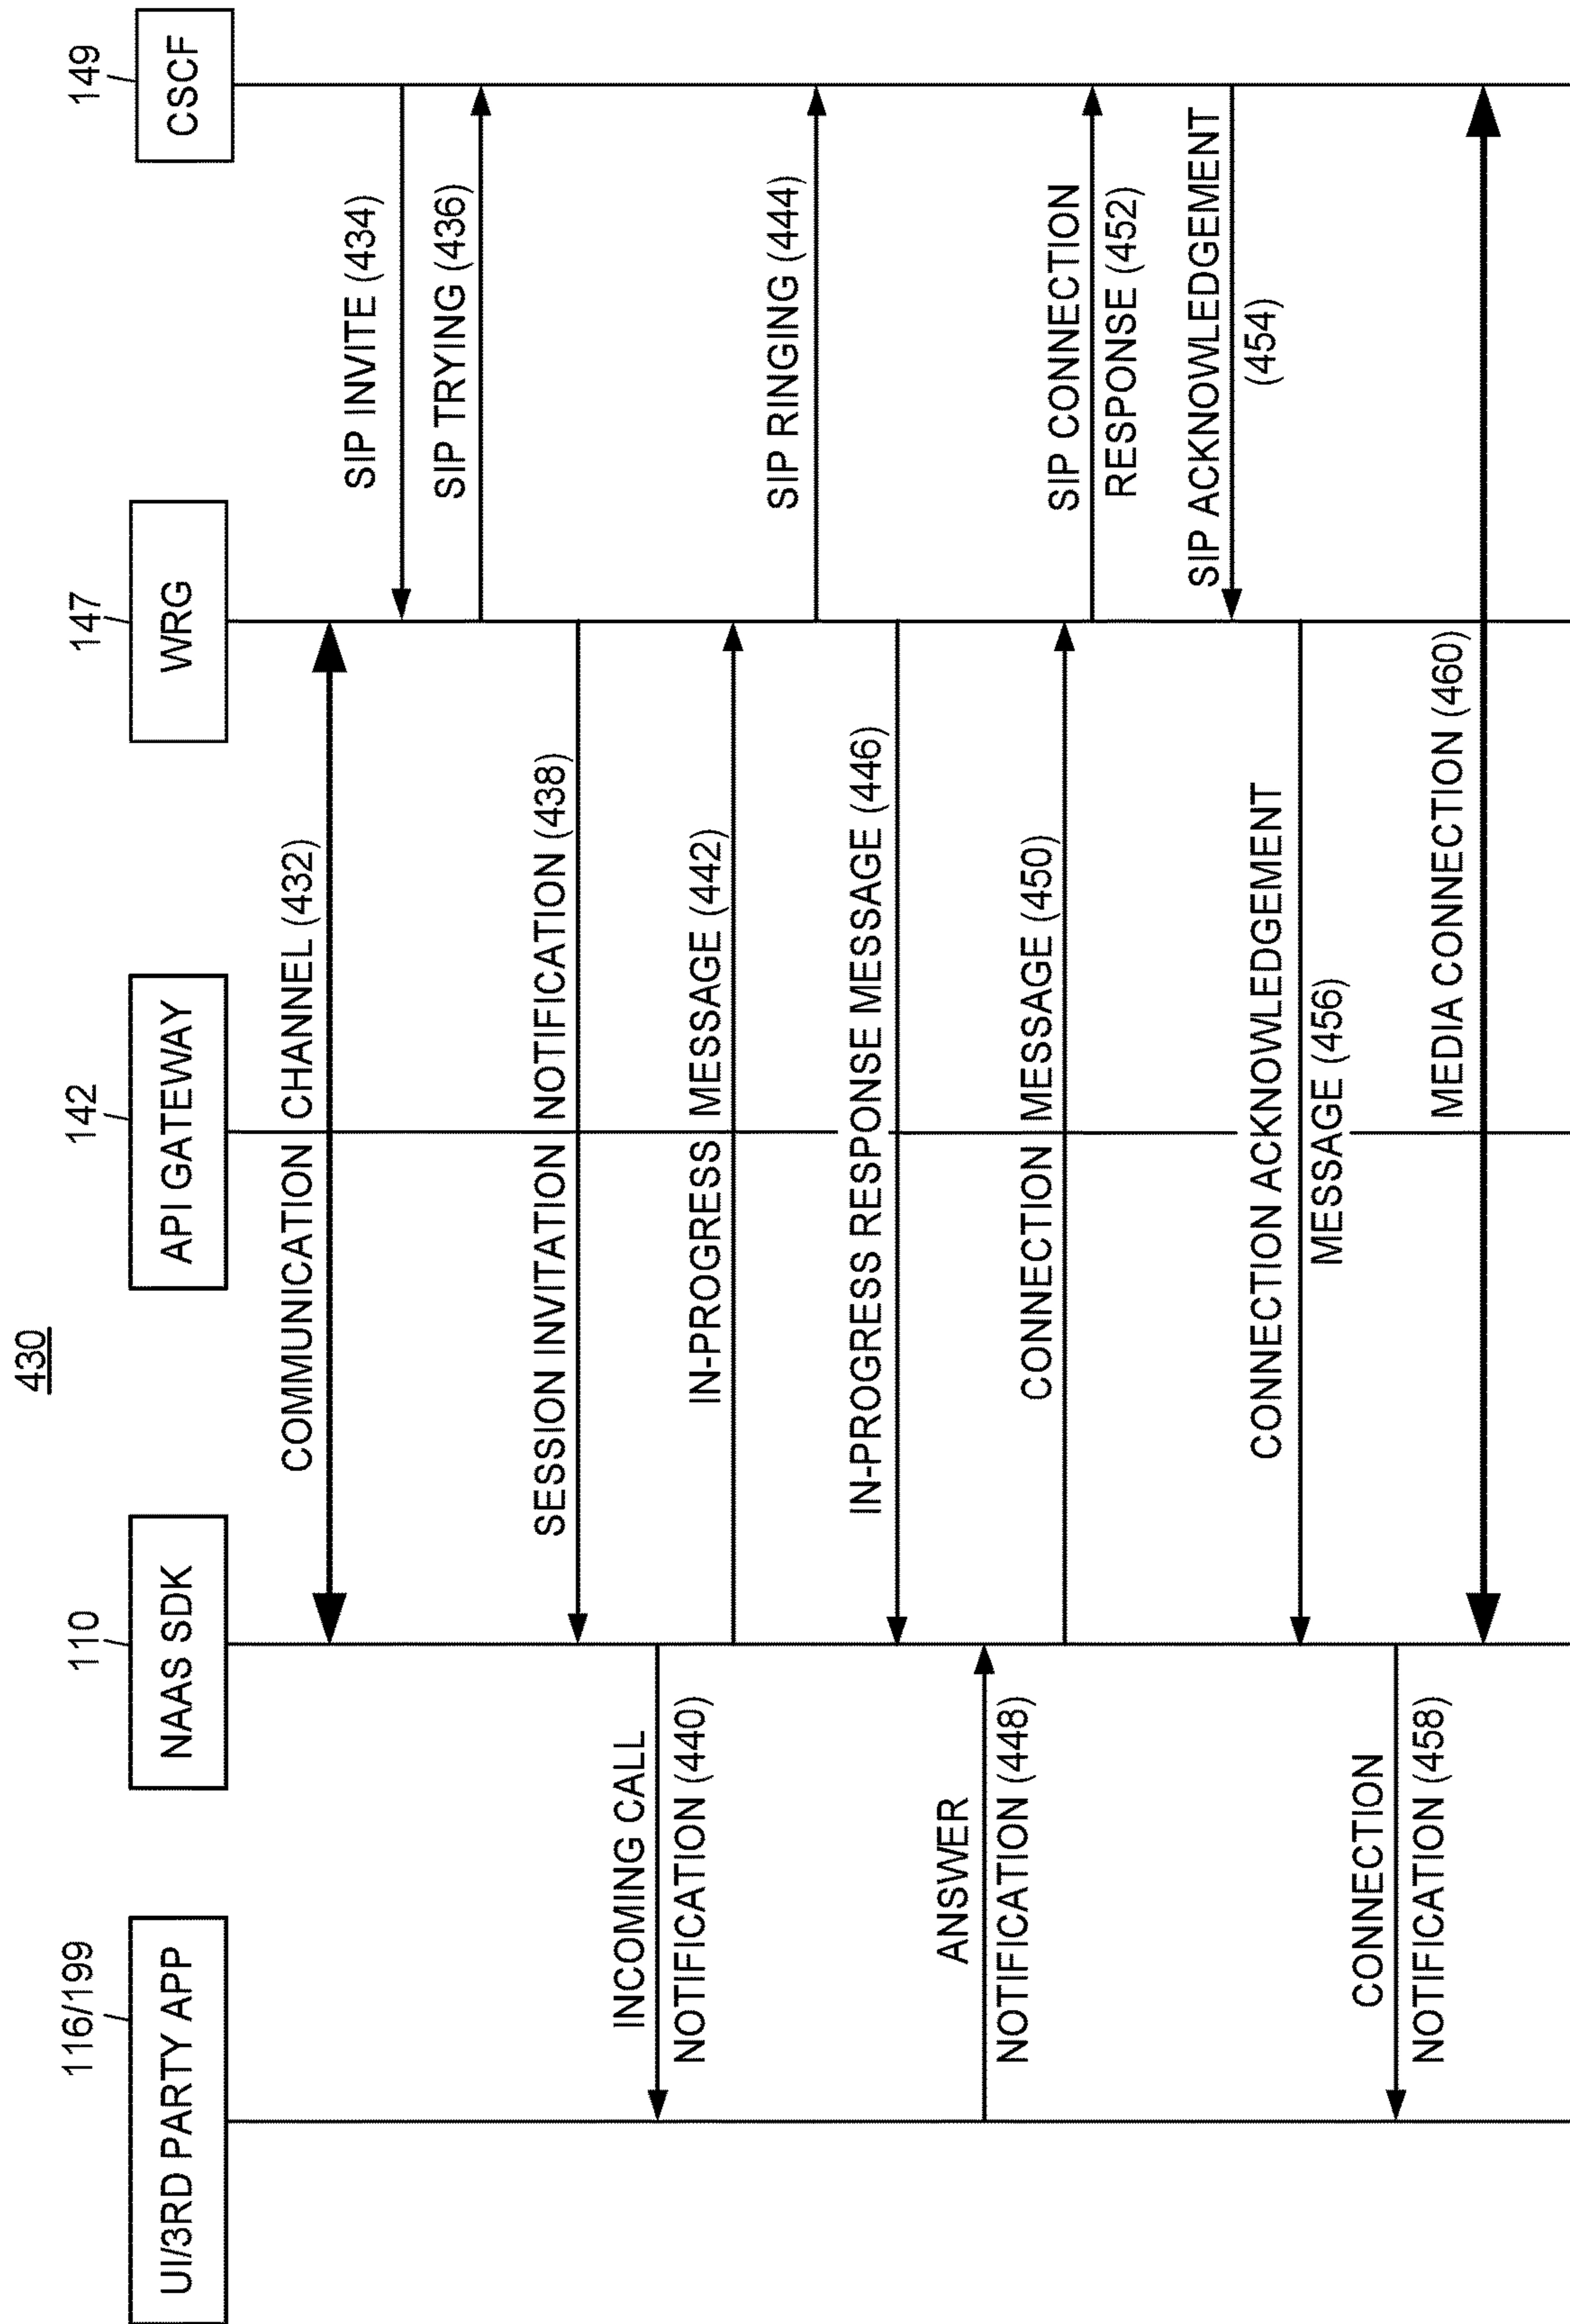 430
116/199
110
142
147
149
UI/3RD PARTY APP
NAAS SDK
API GATEWAY
WRG
CSCF
COMMUNICATION CHANNEL (432)
SIP INVITE (434)
SIP TRYING (436)
SESSION INVITATION NOTIFICATION (438)
INCOMING CALL
NOTIFICATION (440)
IN-PROGRESS MESSAGE (442)
SIP RINGING (444)
IN-PROGRESS RESPONSE MESSAGE (446)
ANSWER
NOTIFICATION (448)
CONNECTION MESSAGE (450)
SIP CONNECTION
RESPONSE (452)
SIP ACKNOWLEDGEMENT
(454)
CONNECTION ACKNOWLEDGEMENT
MESSAGE (456)
CONNECTION
NOTIFICATION (458)
MEDIA CONNECTION (460)